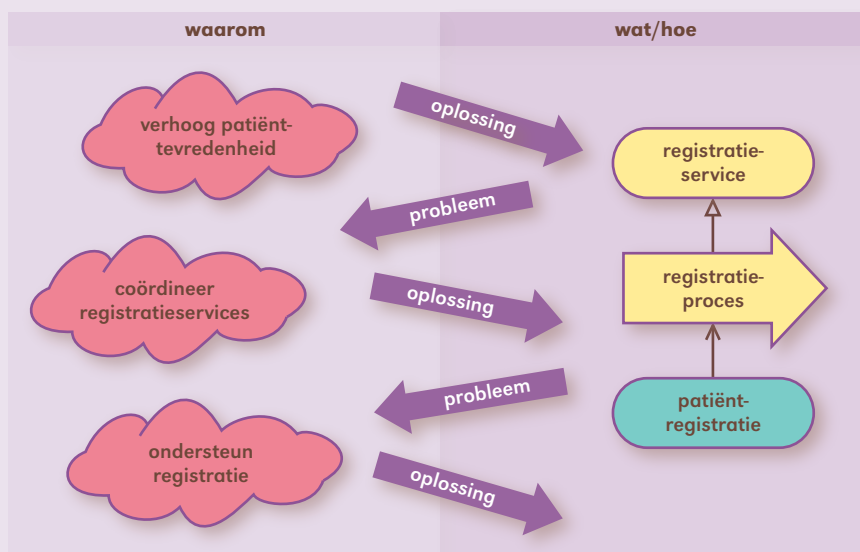 waarom
wat/hoe
verhoog patiënt-
tevredenheid
oplossing
registratie-
service
probleem
coördineer
registratieservices
oplossing
registratie-
proces
probleem
patiënt-
registratie
ondersteun
registratie
oplossing